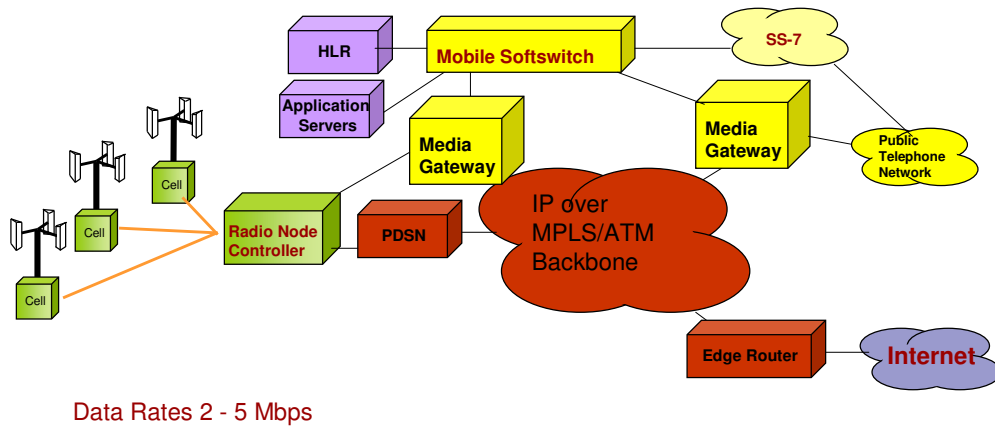 HLR
Mobile Softswitch
SS-7
Application
Servers
Media
Gateway
Media
Gateway
Public
Telephone
Network
Cell
Cell
Cell
Radio Node
Controller
PDSN
IP over
MPLS/ATM
Backbone
Edge Router
Internet
Data Rates 2 - 5 Mbps